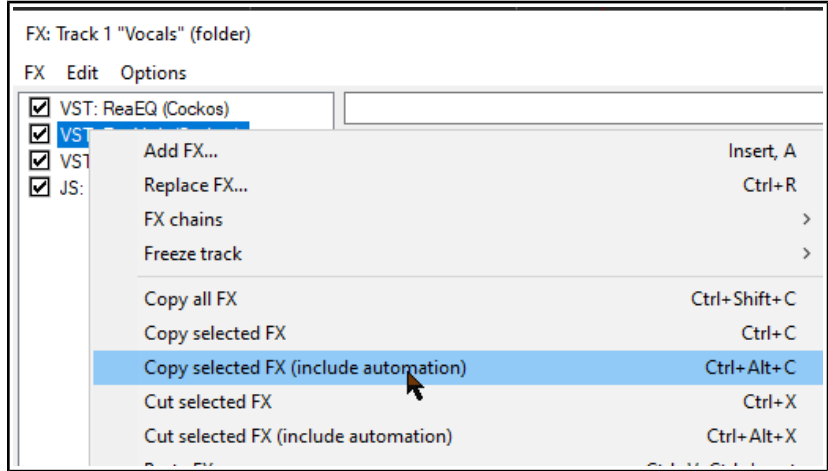 FX: Track 1 "Vocals" (folder)
FX Edit Options
VST: ReaEQ (Cockos)
VST
VST
JS:
Add FX... Insert, A
Replace FX... Ctrl+R
FX chains >
Freeze track >
Copy all FX Ctrl+Shift+C
Copy selected FX Ctrl+C
Copy selected FX (include automation) Ctrl+Alt+C
Cut selected FX Ctrl+X
Cut selected FX (include automation) Ctrl+Alt+X